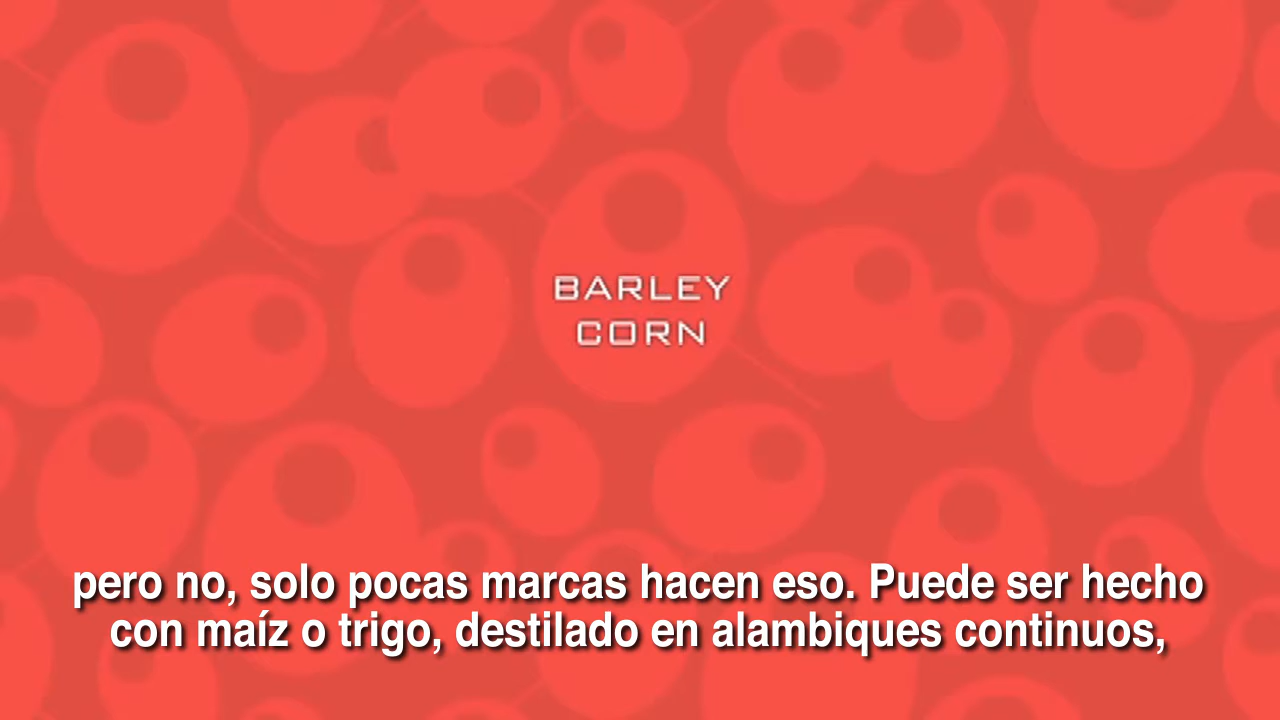 BARLEY
CORN
pero no, solo pocas marcas hacen eso. Puede ser hecho
con maíz o trigo, destilado en alambiques continuos,